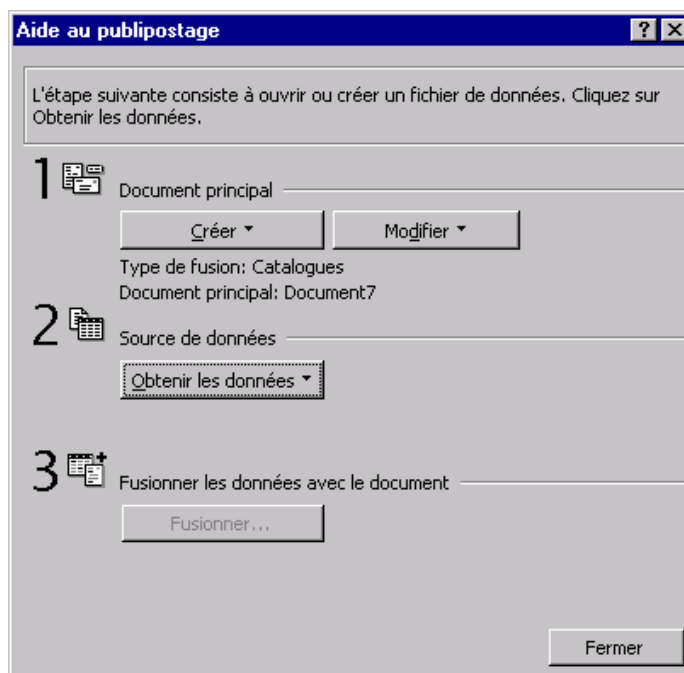 Aide au publipostage
L'étape suivante consiste à ouvrir ou créer un fichier de données. Cliquez sur
Obtenir les données.
1
Document principal
Créer
Modifier
Type de fusion: Catalogues
Document principal: Document7
2
Source de données
Obtenir les données
3
Fusionner les données avec le document
Fusionner...
Fermer